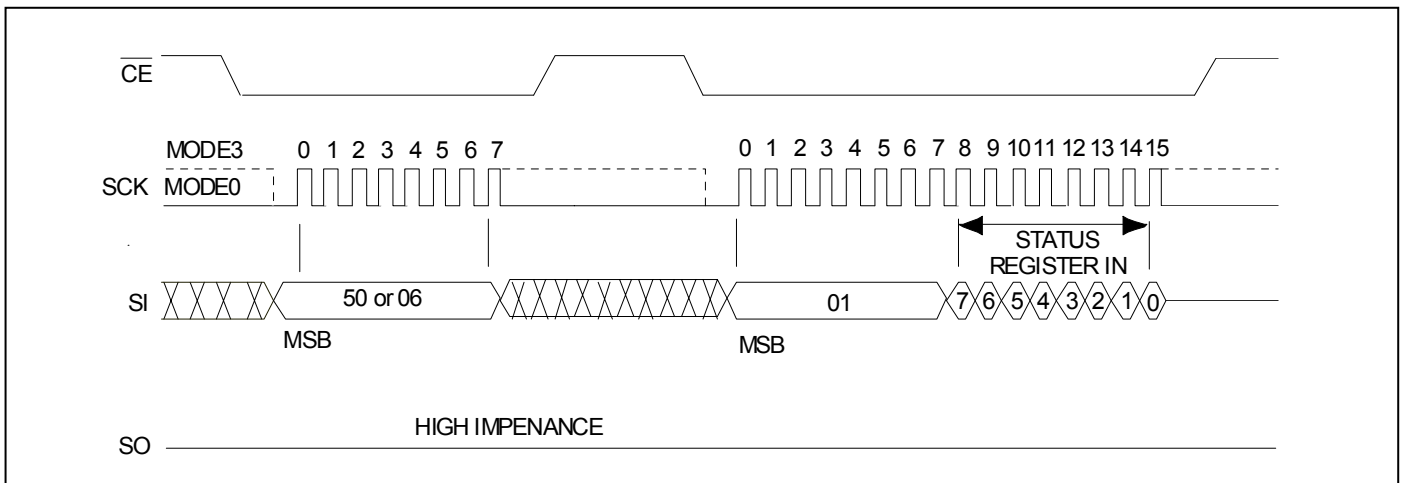 CE
MODE3 0 1 2 3 4 5 6 7 0 1 2 3 4 5 6 7 8 9 10 11 12 13 14 15
SCK MODE0
STATUS
REGISTER IN
SI 50 or 06 01 7 6 5 4 3 2 1 0
MSB MSB
HIGH IMPENANCE
SO